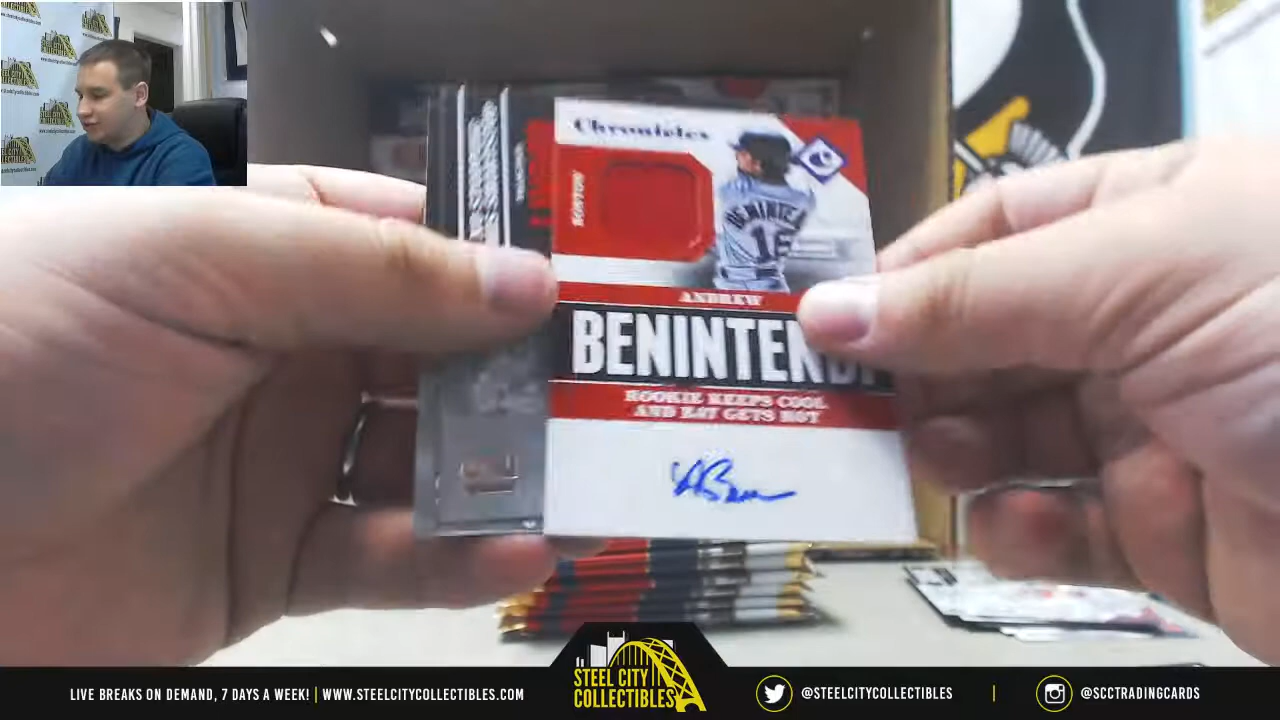 Chronicles
BOSTON
BENINTEN
16
ANDREW
BENINTENDI
ROOKIE KEEPS COOL
AND BAT GETS HOT
LIVE BREAKS ON DEMAND, 7 DAYS A WEEK! | WWW.STEELCITYCOLLECTIBLES.COM
STEEL CITY
COLLECTIBLES
@STEELCITYCOLLECTIBLES | @SCCTRADINGCARDS